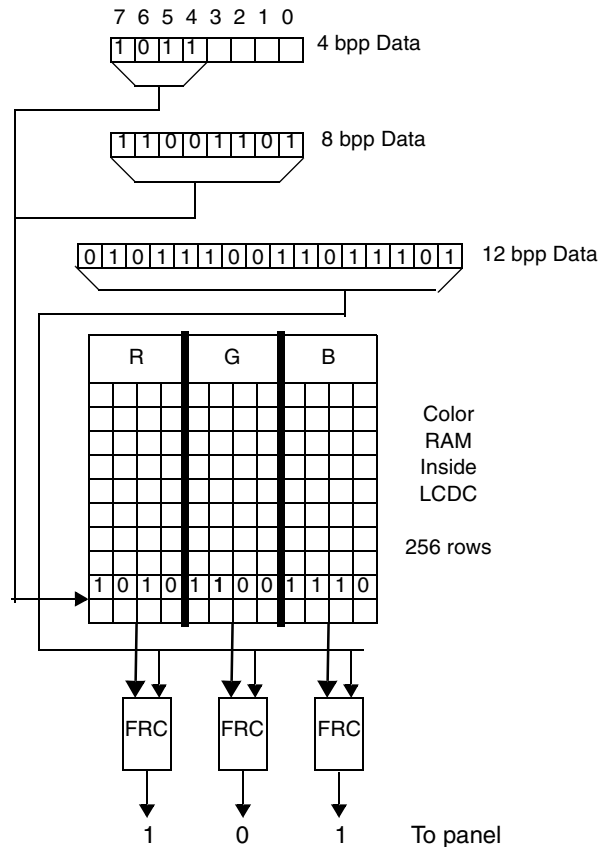 7 6 5 4 3 2 1 0
1 0 1 1 4 bpp Data
1 1 0 0 1 1 0 1 8 bpp Data
0 1 0 1 1 1 0 0 1 1 0 1 1 1 0 1 12 bpp Data
R G B
Color
RAM
Inside
LCDC
256 rows
1 0 1 0 1 1 0 0 1 1 1 0
FRC FRC FRC
1 0 1 To panel